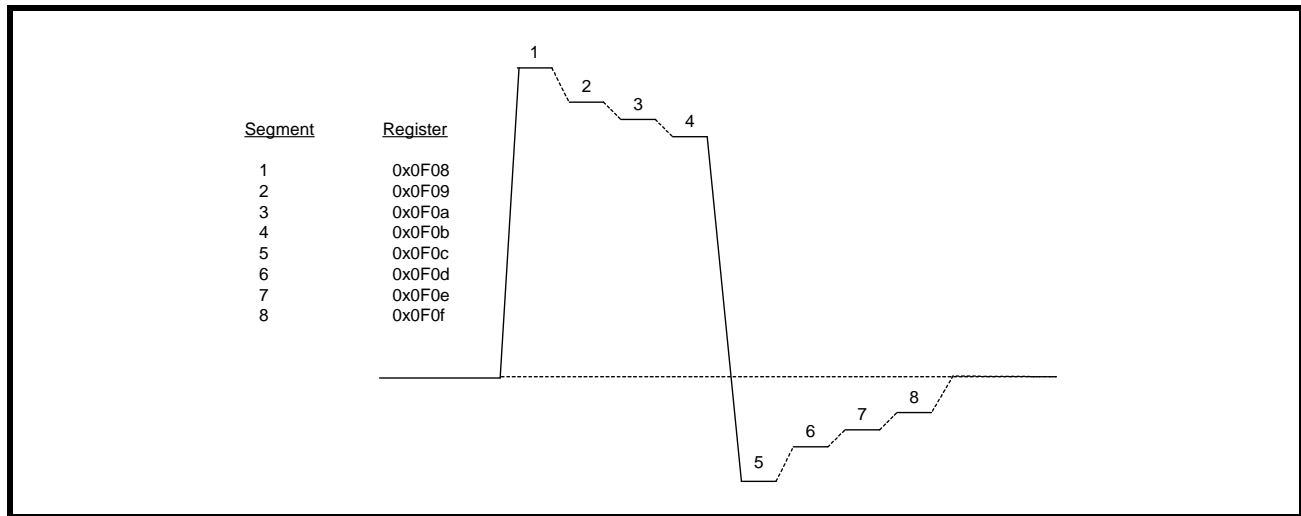 1
2
3
4
Segment Register
1 0x0F08
2 0x0F09
3 0x0F0a
4 0x0F0b
5 0x0F0c
6 0x0F0d
7 0x0F0e
8 0x0F0f
8
7
6
5